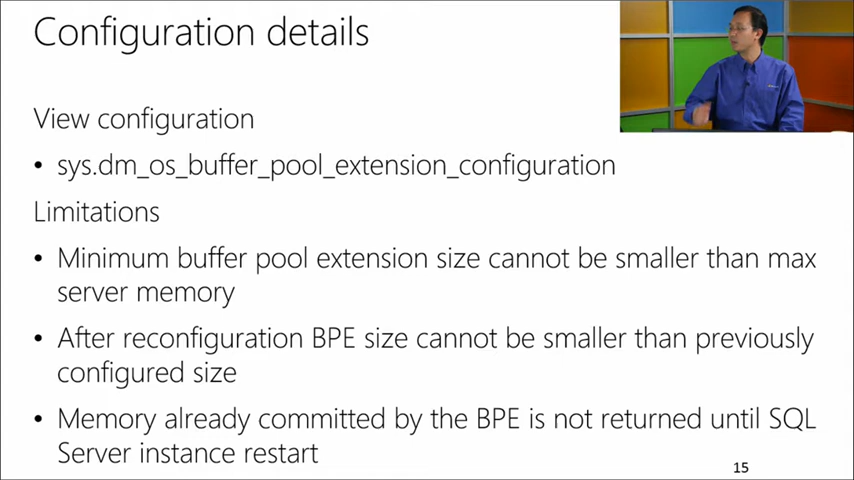 Configuration details
View configuration
• sys.dm_os_buffer_pool_extension_configuration
Limitations
• Minimum buffer pool extension size cannot be smaller than max
server memory
• After reconfiguration BPE size cannot be smaller than previously
configured size
• Memory already committed by the BPE is not returned until SQL
Server instance restart
15